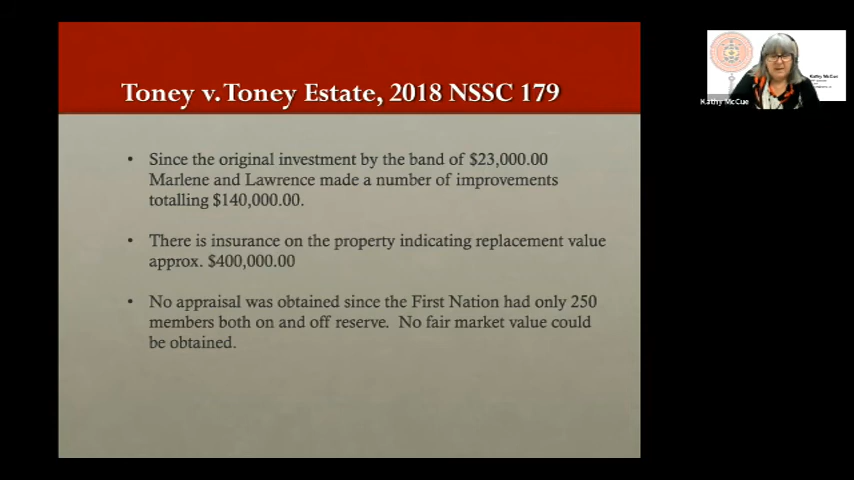 Toney v. Toney Estate, 2018 NSSC 179
• Since the original investment by the band of $23,000.00
Marlene and Lawrence made a number of improvements
totalling $140,000.00.
• There is insurance on the property indicating replacement value
approx. $400,000.00
• No appraisal was obtained since the First Nation had only 250
members both on and off reserve. No fair market value could
be obtained.
Kathy McCue
Kathy McCue